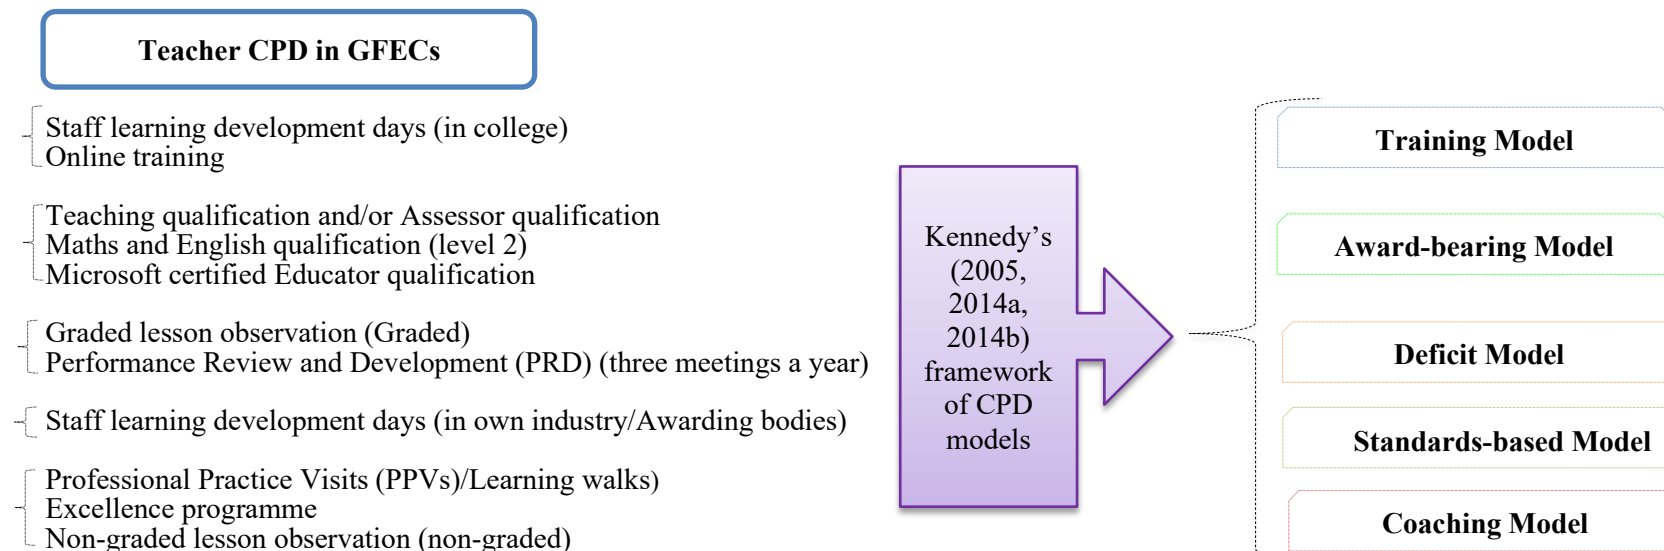 Teacher CPD in GFECs
Staff learning development days (in college)
Online training
Teaching qualification and/or Assessor qualification
Maths and English qualification (level 2)
Microsoft certified Educator qualification
Graded lesson observation (Graded)
Performance Review and Development (PRD) (three meetings a year)
Staff learning development days (in own industry/Awarding bodies)
Professional Practice Visits (PPVs)/Learning walks)
Excellence programme
Non-graded lesson observation (non-graded)
Kennedy’s
(2005,
2014a,
2014b)
framework
of CPD
models
Training Model
Award-bearing Model
Deficit Model
Standards-based Model
Coaching Model